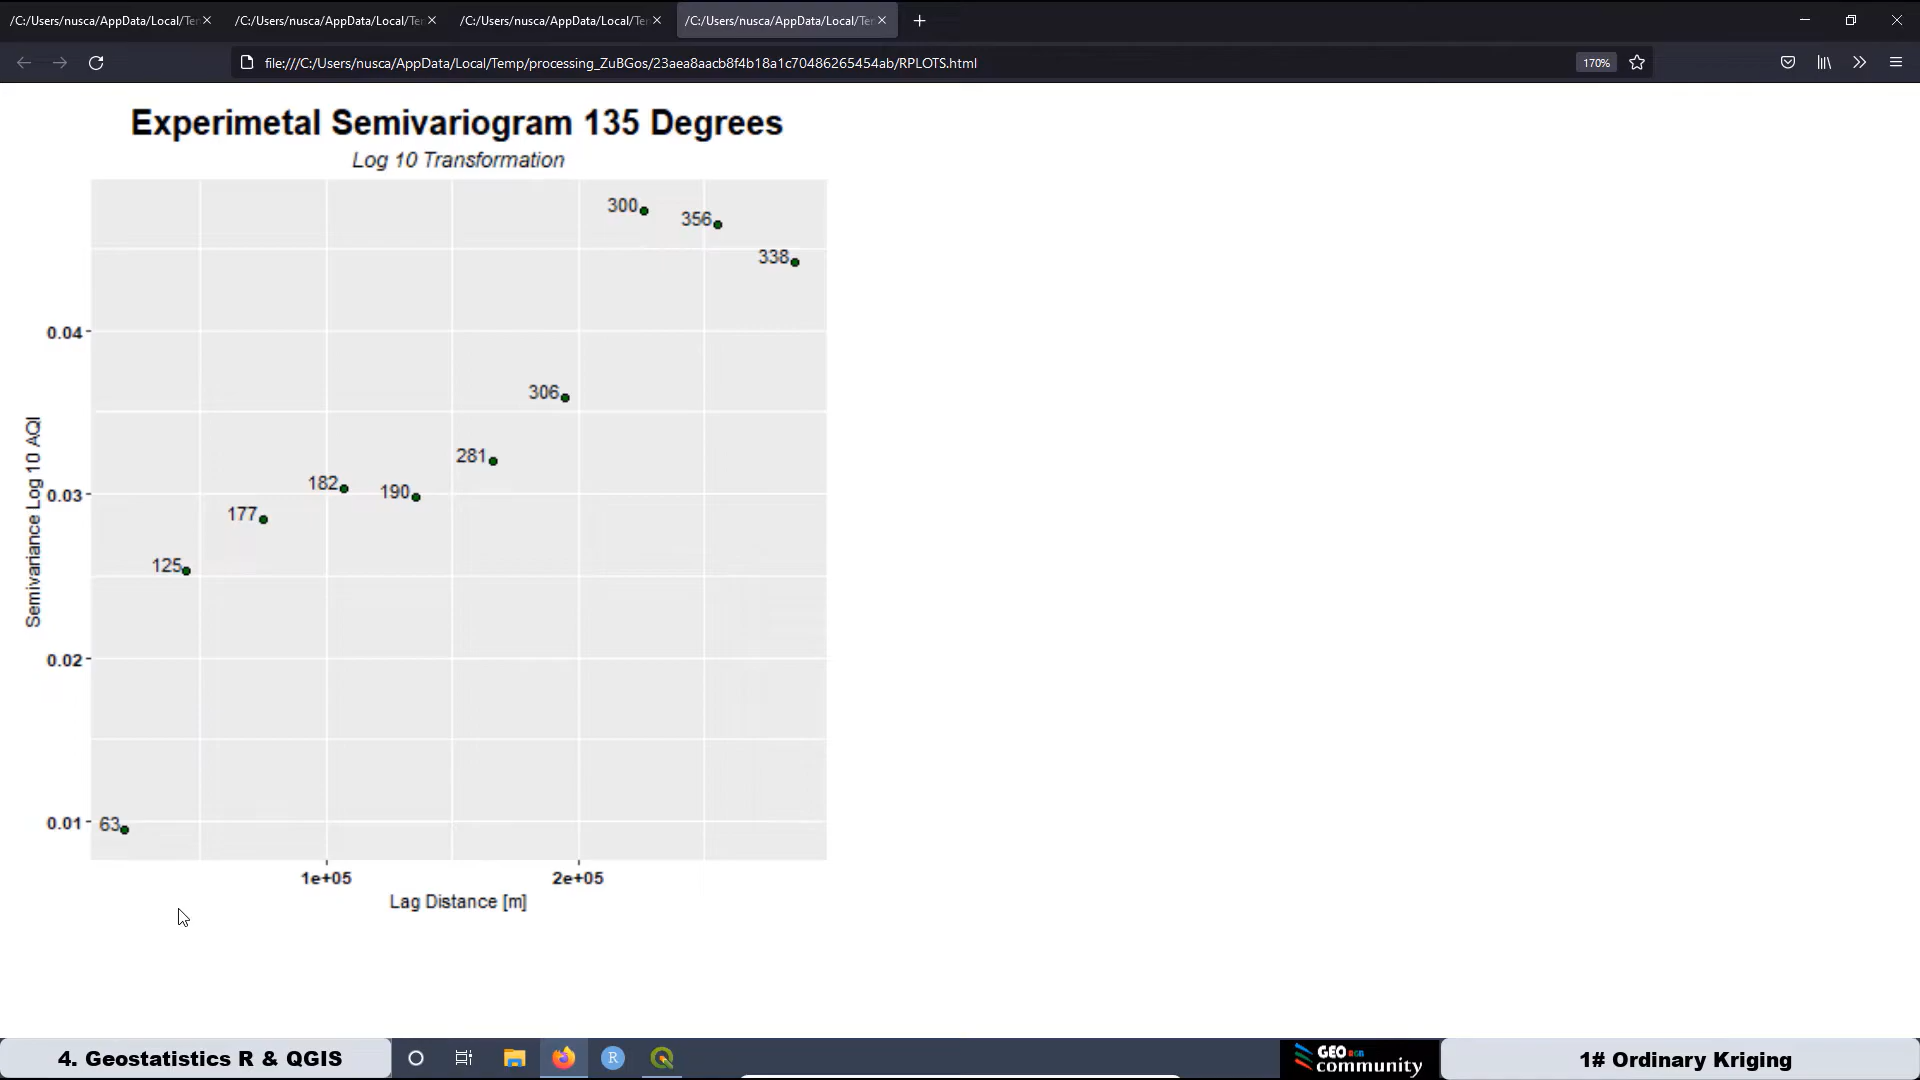 /C:/Users/nusca/AppData/Local/Te
/C:/Users/nusca/AppData/Local/Te
/C:/Users/nusca/AppData/Local/Te
/C:/Users/nusca/AppData/Local/Te
file:///C:/Users/nusca/AppData/Local/Temp/processing_ZuBGos/23aea8aacb8f4b18a1c70486265454ab/RPLOTS.html
170%
Experimetal Semivariogram 135 Degrees
Log 10 Transformation
300
356
338
0.04
306
281
182
190
0.03
177
125
0.02
63
0.01
Semivariance Log 10 AQI
1e+05
2e+05
Lag Distance [m]
4. Geostatistics R & QGIS
R
GEO
community
1# Ordinary Kriging